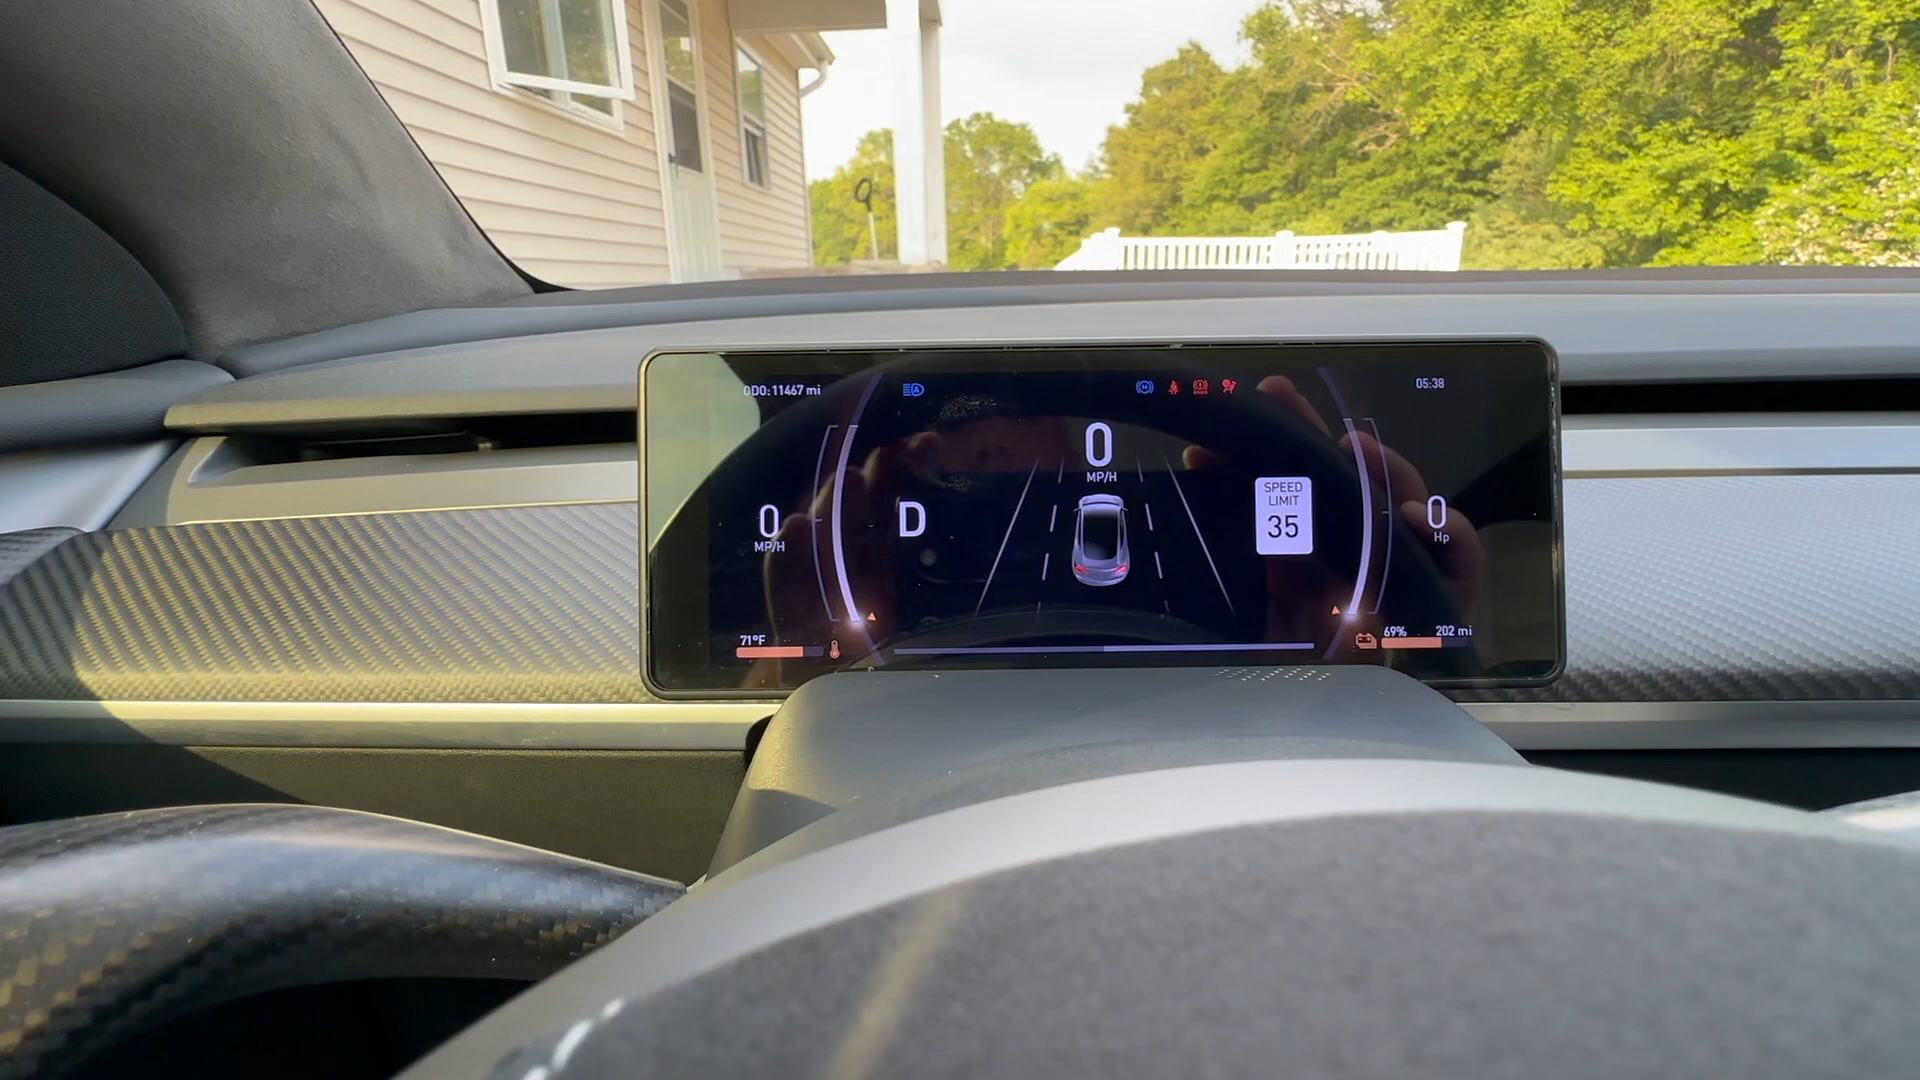 ODO: 11467 mi
05:38
0
MP/H
0
MP/H
D
SPEED
LIMIT
35
0
Hp
71°F
69% 202 mi